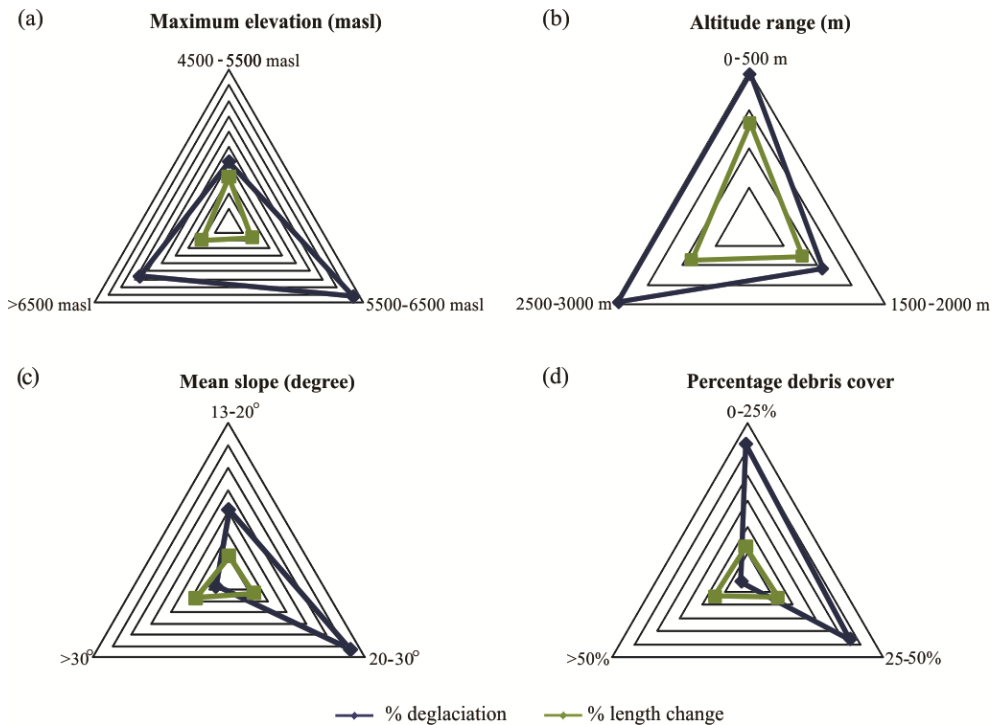 (a)
Maximum elevation (masl)
4500 - 5500 masl
>6500 masl
5500-6500 masl
(b)
Altitude range (m)
0-500 m
2500-3000 m
1500-2000 m
(c)
Mean slope (degree)
13-20°
>30°
20-30°
(d)
Percentage debris cover
0-25%
>50%
25-50%
% deglaciation
% length change